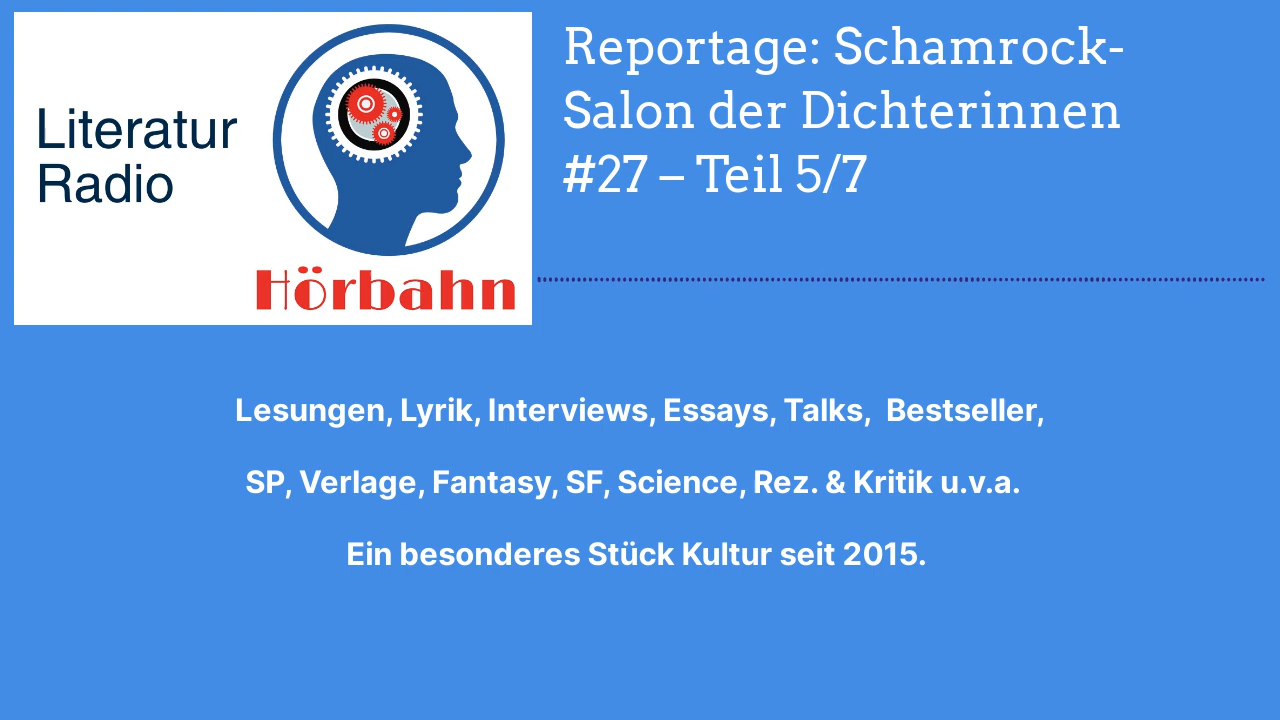 Literatur
Radio
Hörbahn
Reportage: Schamrock-
Salon der Dichterinnen
#27 – Teil 5/7
Lesungen, Lyrik, Interviews, Essays, Talks,  Bestseller,
SP, Verlage, Fantasy, SF, Science, Rez. & Kritik u.v.a.
Ein besonderes Stück Kultur seit 2015.